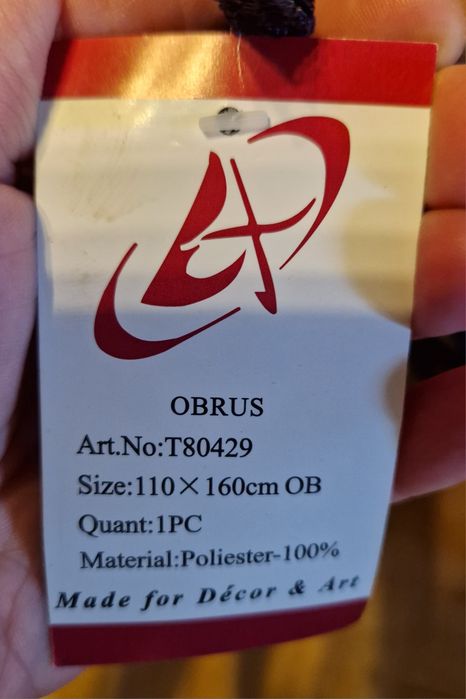 OBRUS
Art.No:T80429
Size:110×160cm OB
Quant:1PC
Material:Poliester-100%
Made for Décor & Art